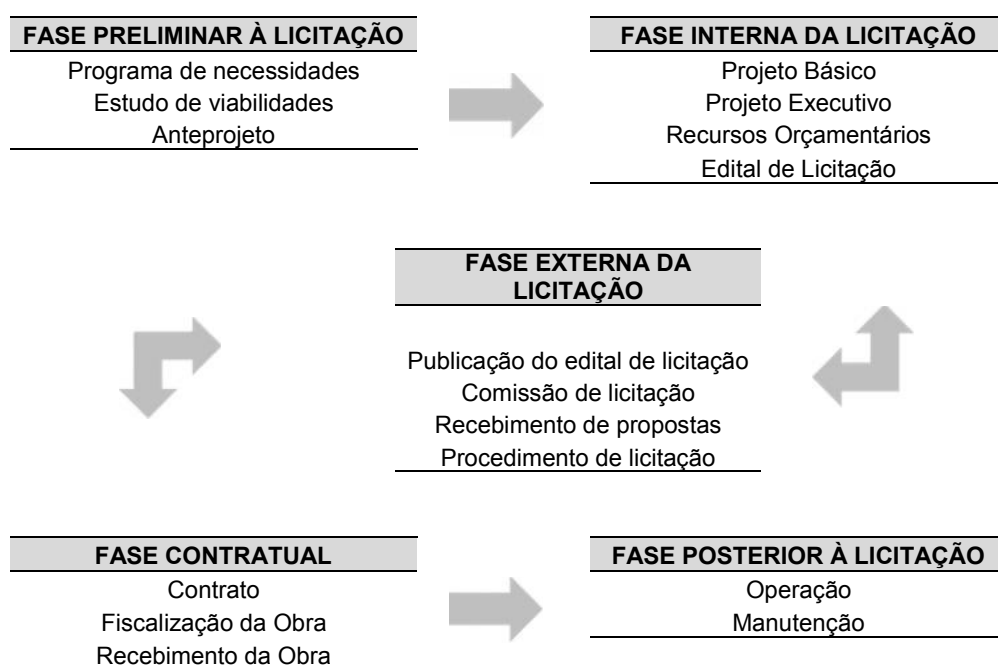 FASE PRELIMINAR À LICITAÇÃO
Programa de necessidades
Estudo de viabilidades
Anteprojeto
FASE INTERNA DA LICITAÇÃO
Projeto Básico
Projeto Executivo
Recursos Orçamentários
Edital de Licitação
FASE EXTERNA DA
LICITAÇÃO
Publicação do edital de licitação
Comissão de licitação
Recebimento de propostas
Procedimento de licitação
FASE CONTRATUAL
Contrato
Fiscalização da Obra
Recebimento da Obra
FASE POSTERIOR À LICITAÇÃO
Operação
Manutenção